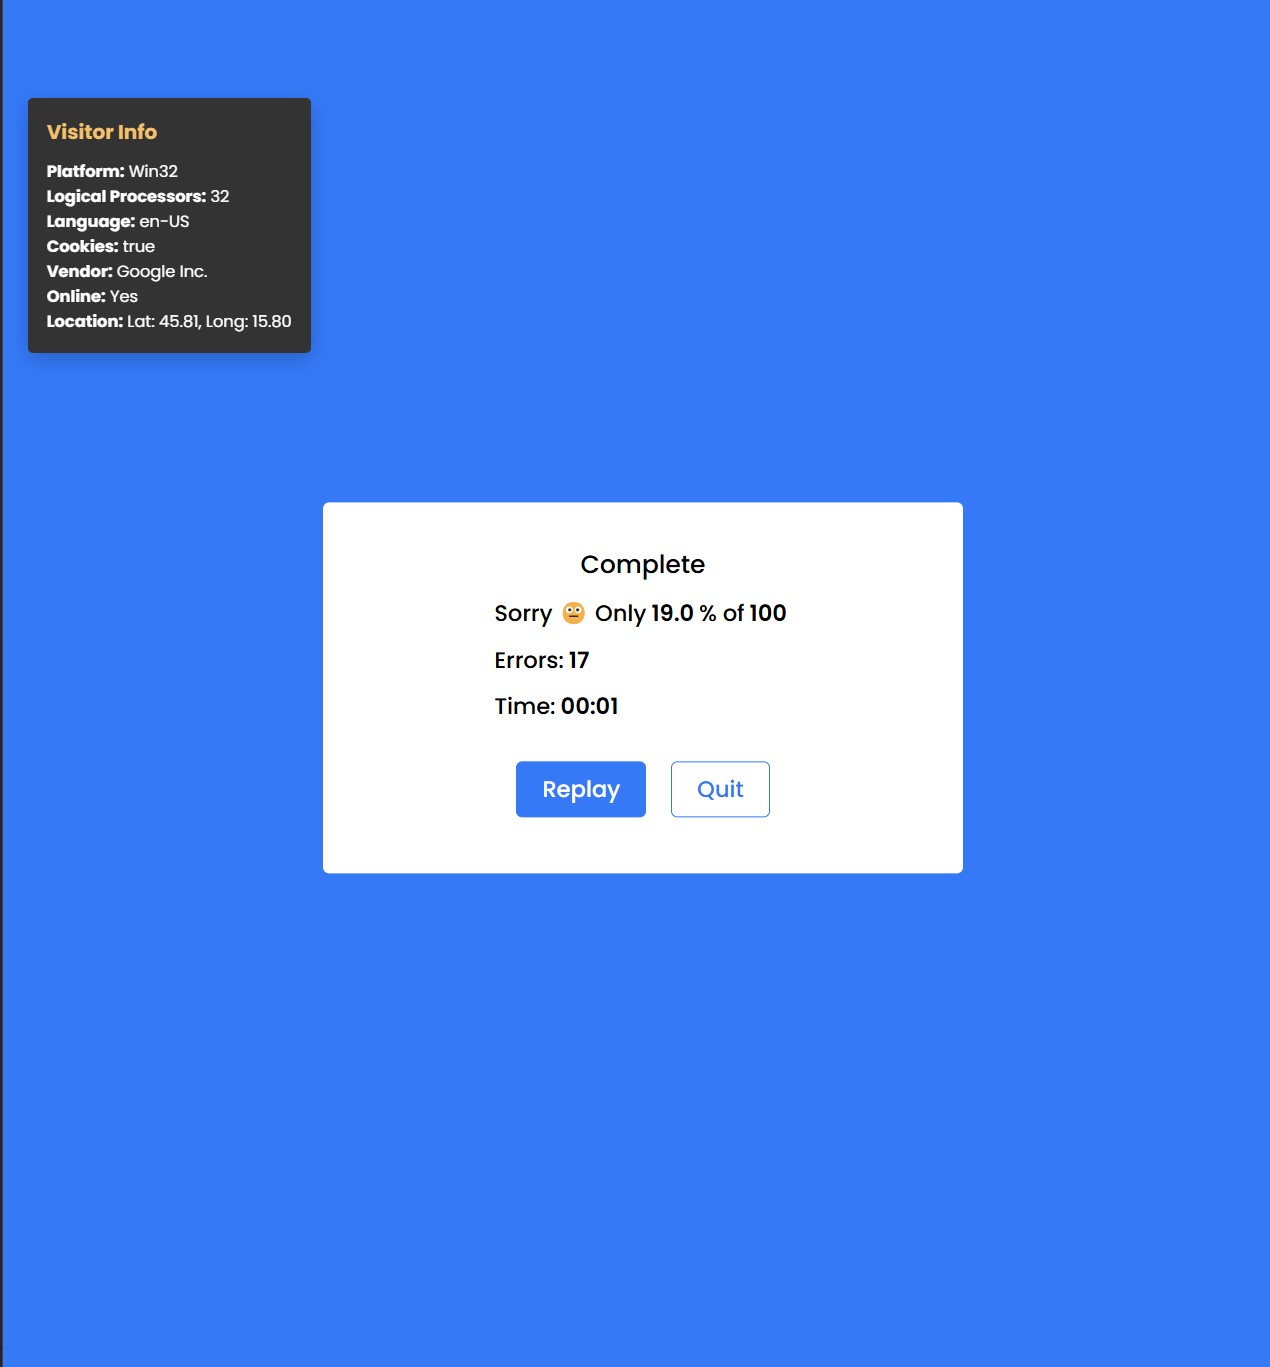 Visitor Info
Platform: Win32
Logical Processors: 32
Language: en-US
Cookies: true
Vendor: Google Inc.
Online: Yes
Location: Lat: 45.81, Long: 15.80
Complete
Sorry 😐 Only 19.0 % of 100
Errors: 17
Time: 00:01
Replay
Quit